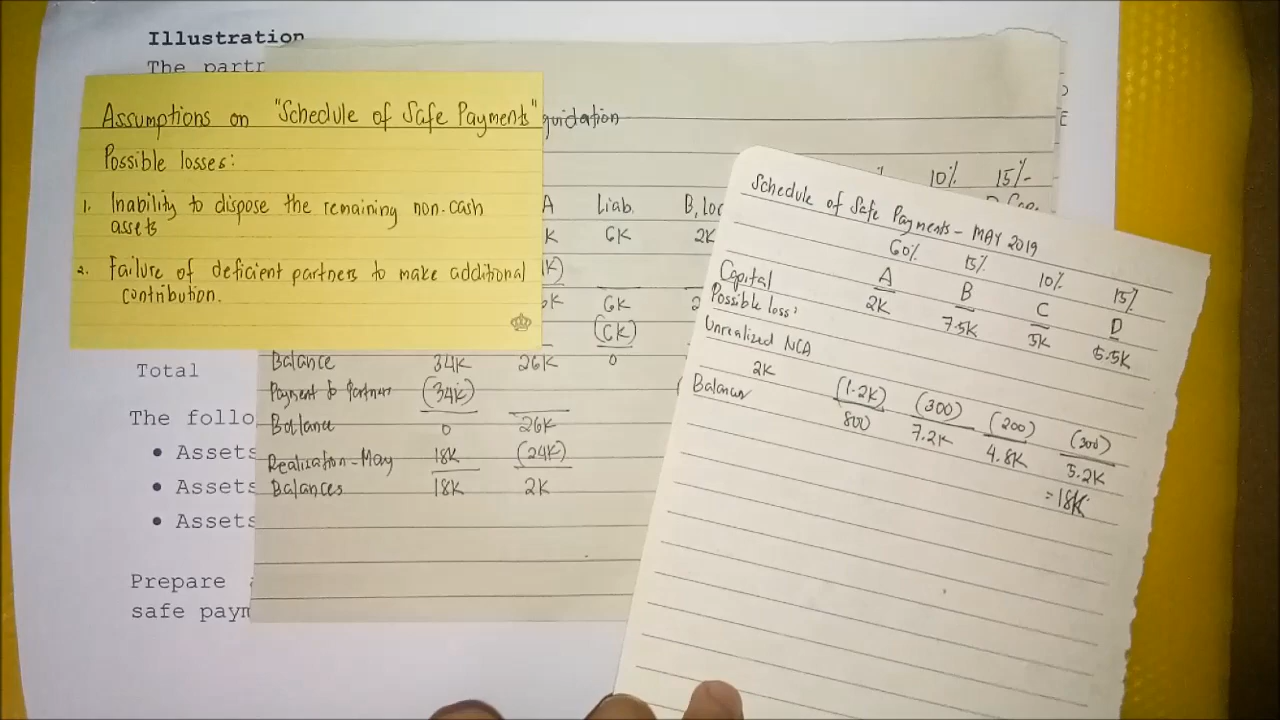 Illustration
The partr
Assumptions on "Schedule of Safe Payments"
Possible losses:
1. Inability to dispose the remaining non-cash
assets
2. Failure of deficient partners to make additional
contribution.
quidation
10% 15%
A Liab. B, loa
K 6K 2K
K)
6K
(6K)
Balance 34K 26K 0
Payment to Partners (34K)
Balance 0 26K
Realization-May 18K (24K)
Balances 18K 2K
Total
The follo
• Assets
• Assets
• Assets
Prepare
safe paym
Schedule of Safe Payments - MAY 2019
60% 15% 10% 15%
A B C D
Capital 2K 7.5K 5K 5.5K
Possible loss:
Unrealized NCA
2K (1.2K) (300) (200) (300)
Balances 800 7.2K 4.8K 5.2K
=18K